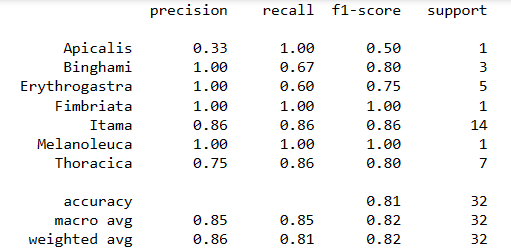 precision recall f1-score support
Apicalis 0.33 1.00 0.50 1
Binghami 1.00 0.67 0.80 3
Erythrogastra 1.00 0.60 0.75 5
Fimbriata 1.00 1.00 1.00 1
Itama 0.86 0.86 0.86 14
Melanoleuca 1.00 1.00 1.00 1
Thoracica 0.75 0.86 0.80 7
accuracy 0.81 32
macro avg 0.85 0.85 0.82 32
weighted avg 0.86 0.81 0.82 32